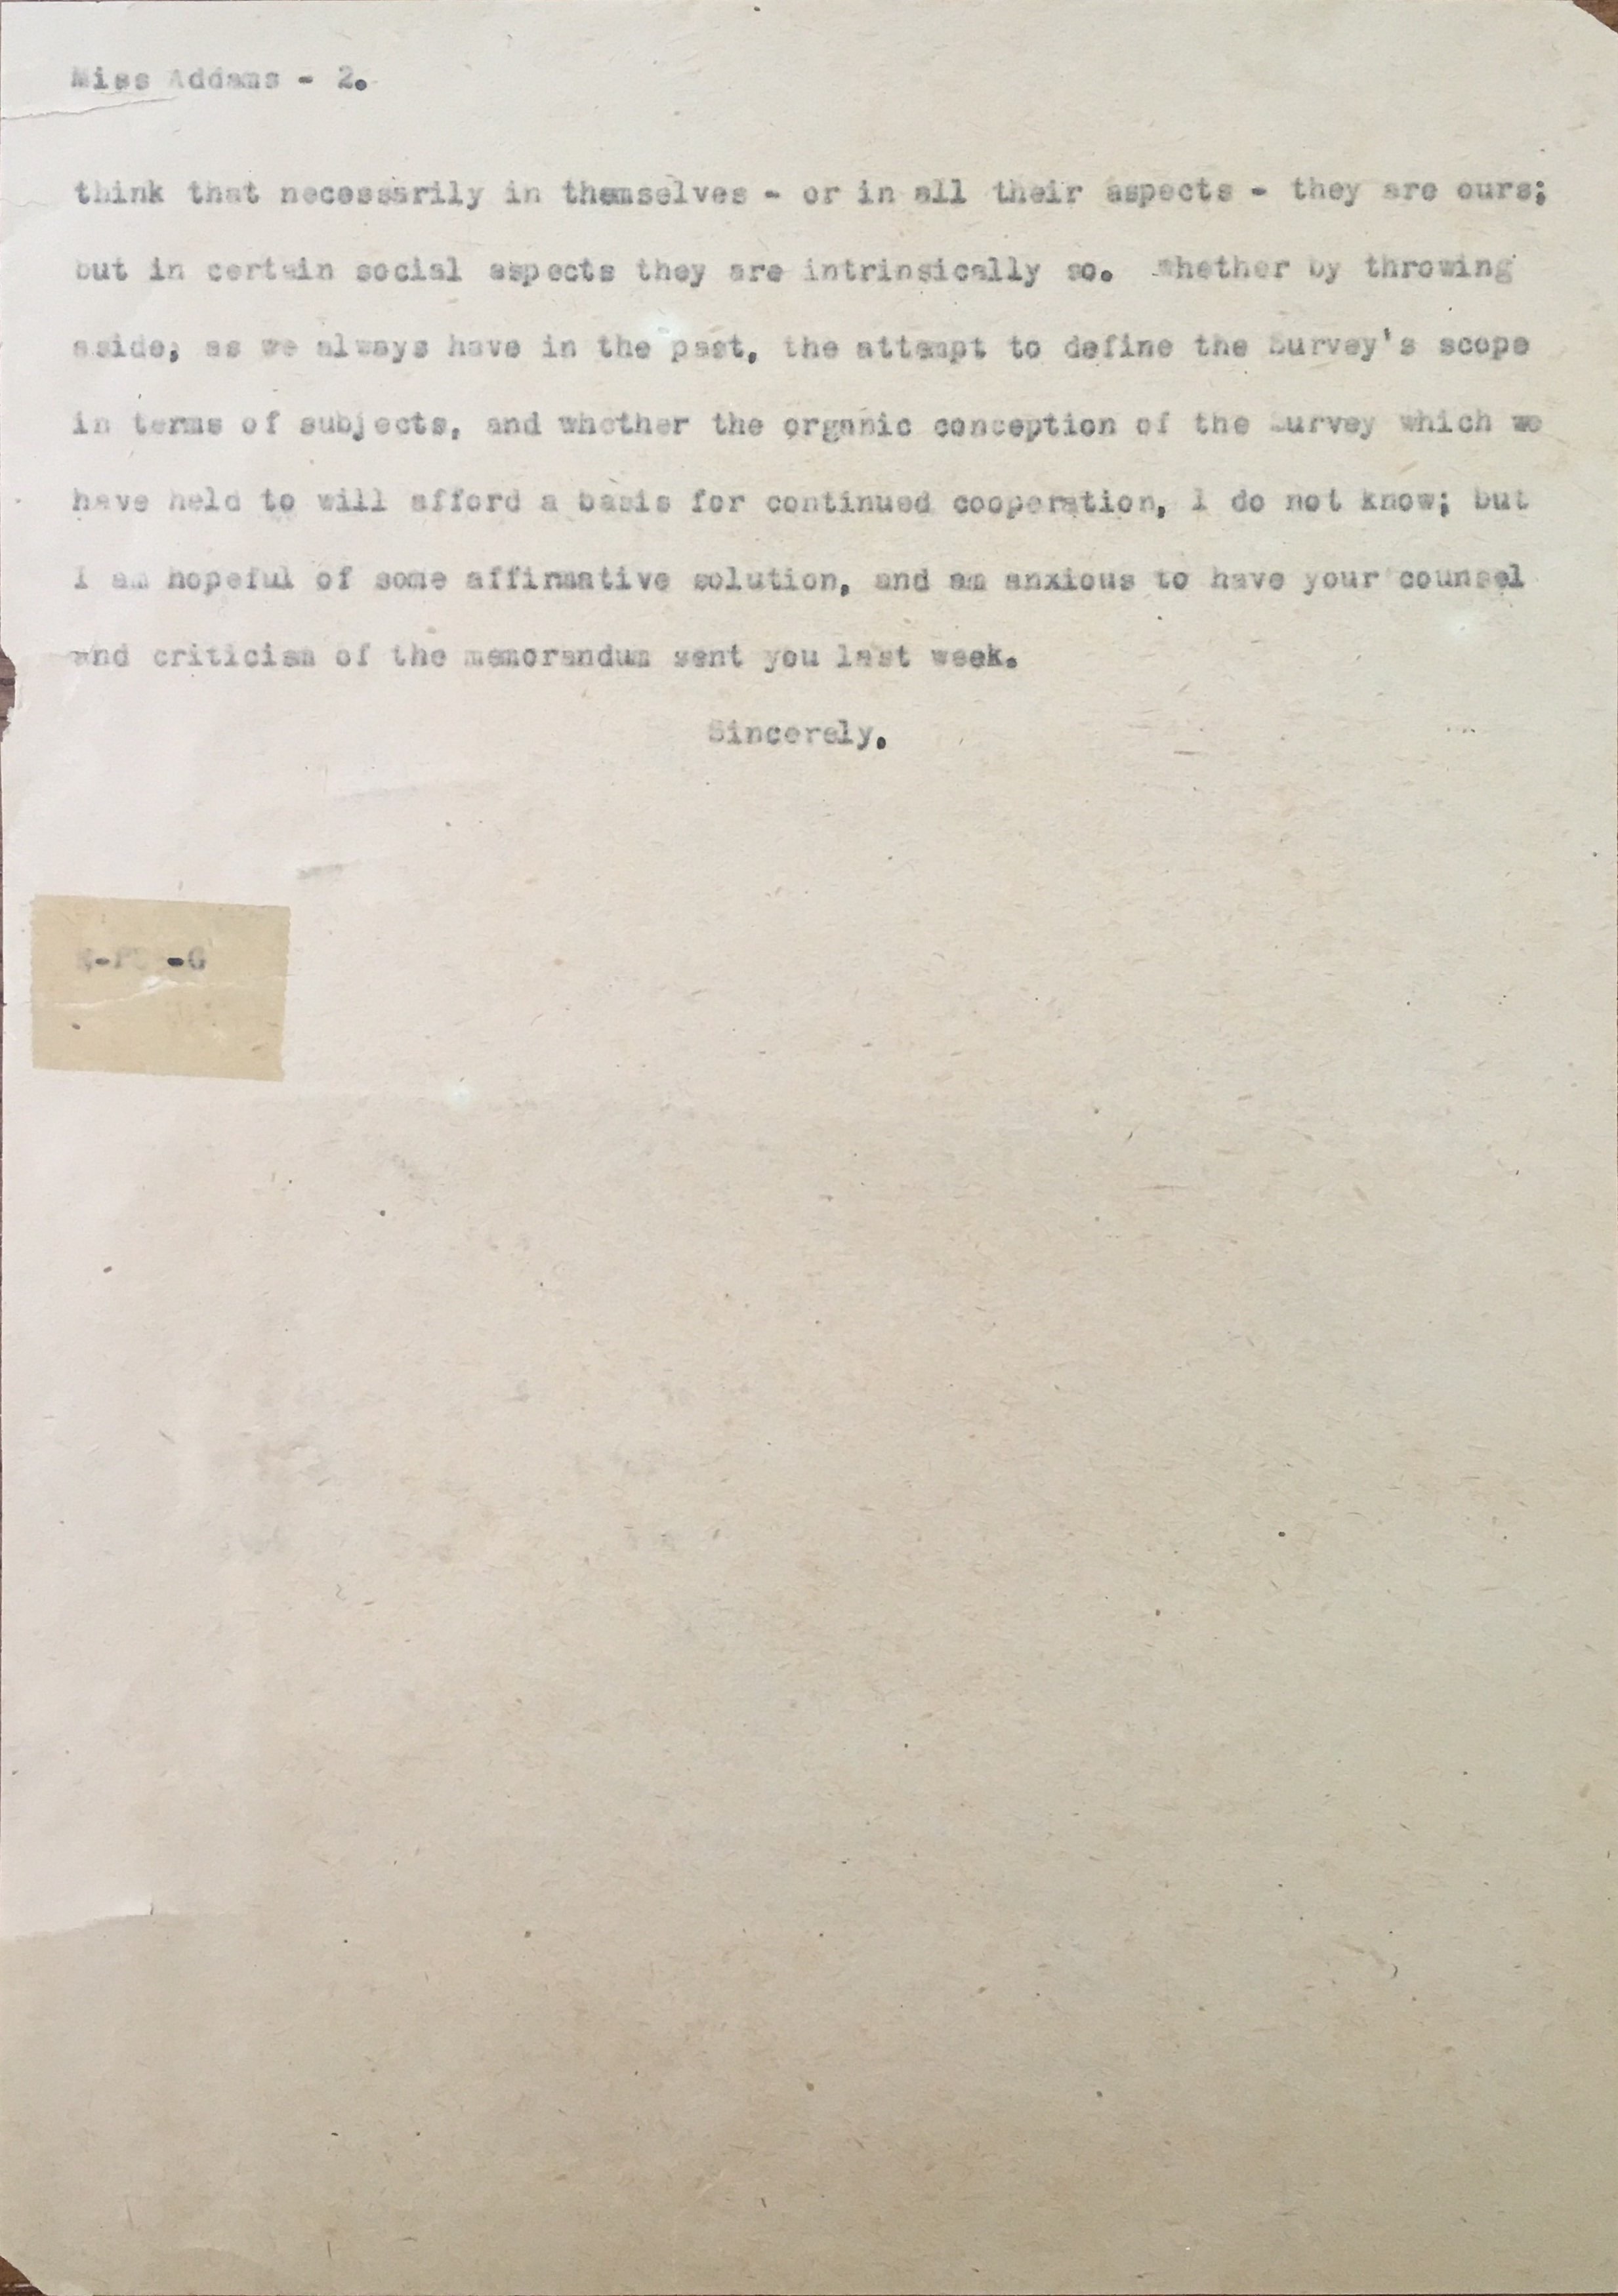 Miss Addams - 2.
think that necessarily in themselves - or in all their aspects - they are ours;
but in certain social aspects they are intrinsically so. Whether by throwing
aside; as we always have in the past, the attempt to define the Survey's scope
in terms of subjects, and whether the organic conception of the Survey which we
have held to will afford a basis for continued cooperation, I do not know; but
I am hopeful of some affirmative solution, and am anxious to have your counsel
and criticism of the memorandum sent you last week.
Sincerely,